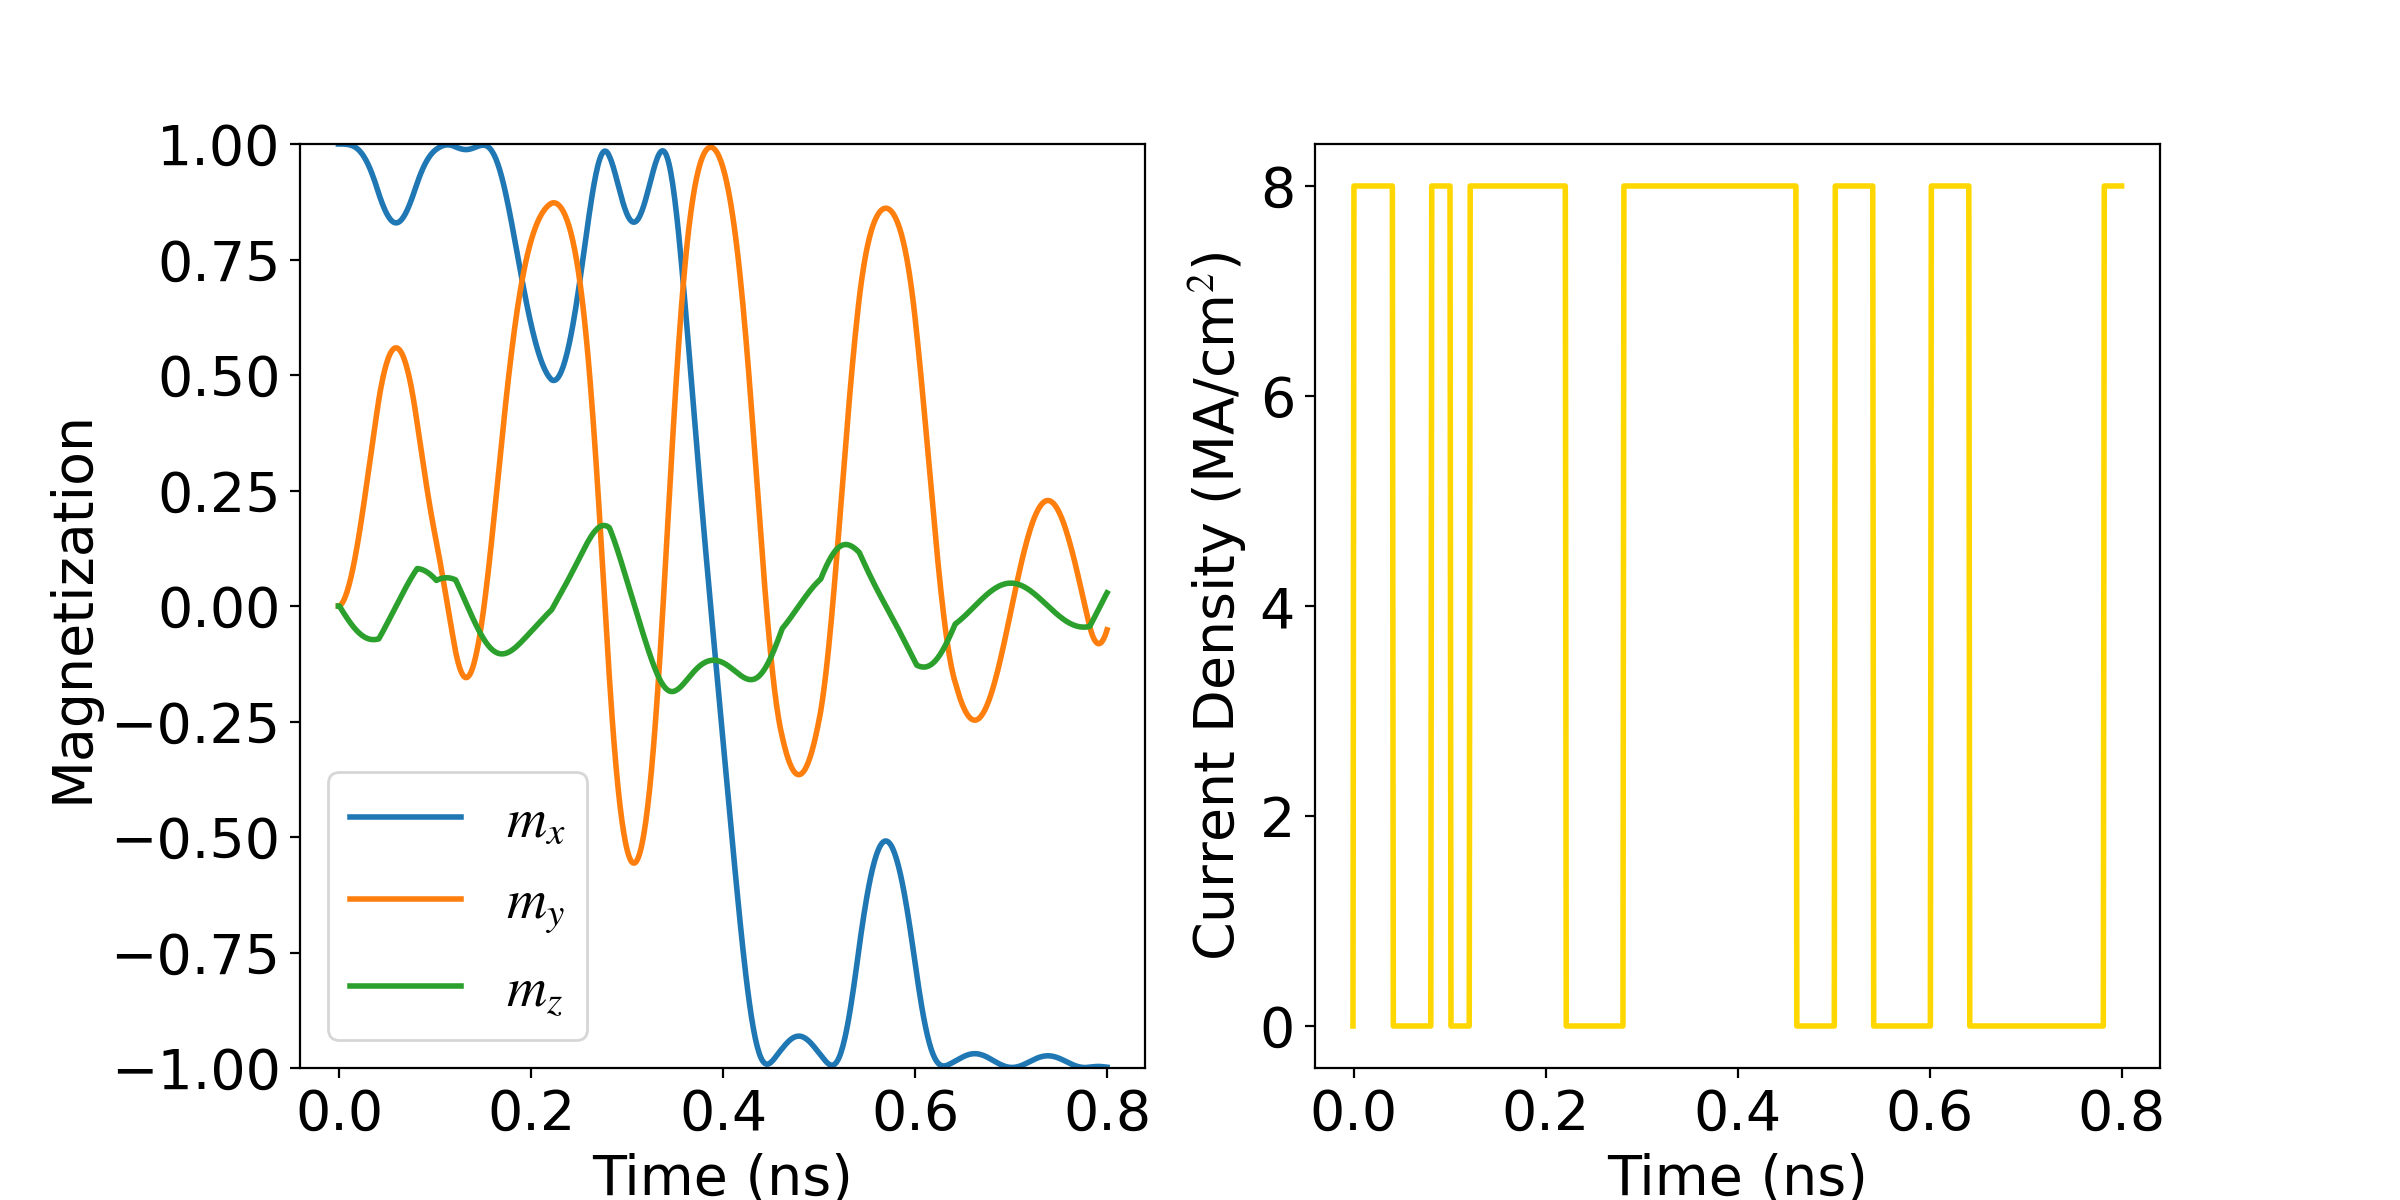 1.00
0.75
0.50
0.25
0.00
−0.25
−0.50
−0.75
−1.00
Magnetization
m_x
m_y
m_z
0.0 0.2 0.4 0.6 0.8
Time (ns)
8
6
4
2
0
Current Density (MA/cm²)
0.0 0.2 0.4 0.6 0.8
Time (ns)